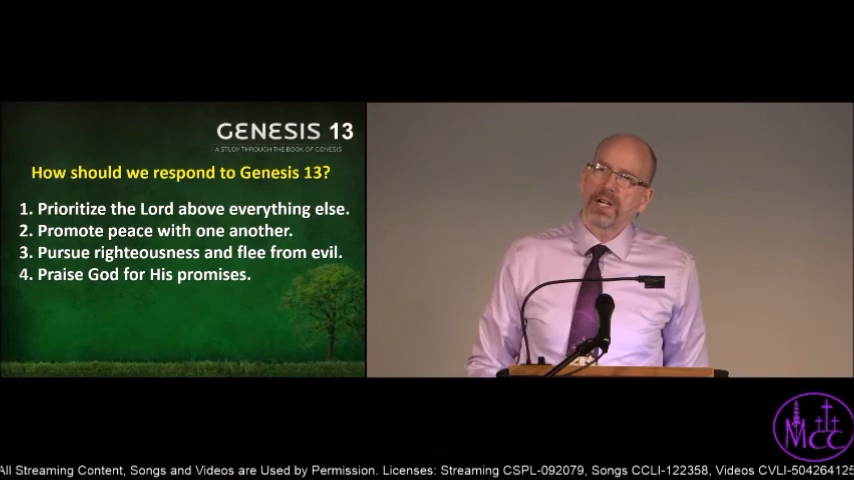 GENESIS 13
A STUDY THROUGH THE BOOK OF GENESIS
How should we respond to Genesis 13?
1. Prioritize the Lord above everything else.
2. Promote peace with one another.
3. Pursue righteousness and flee from evil.
4. Praise God for His promises.
MCC
All Streaming Content, Songs and Videos are Used by Permission. Licenses: Streaming CSPL-092079, Songs CCLI-122358, Videos CVLI-504264125